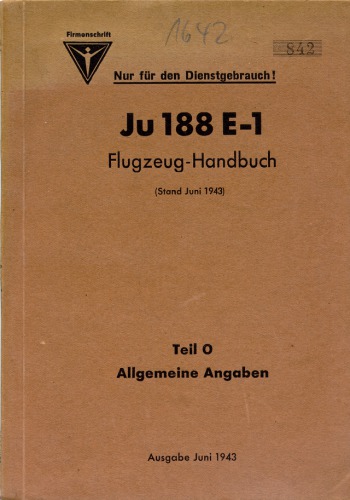 Firmenschrift
1642
842
Nur für den Dienstgebrauch!
Ju 188 E-1
Flugzeug-Handbuch
(Stand Juni 1943)
Teil 0
Allgemeine Angaben
Ausgabe Juni 1943